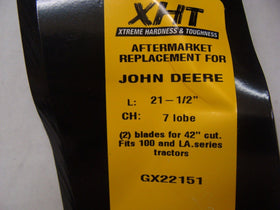 XHT
XTREME HARDNESS & TOUGHNESS
AFTERMARKET
REPLACEMENT FOR
JOHN DEERE
L: 21-1/2"
CH: 7 lobe
(2) blades for 42" cut.
Fits 100 and LA.series
tractors
GX22151